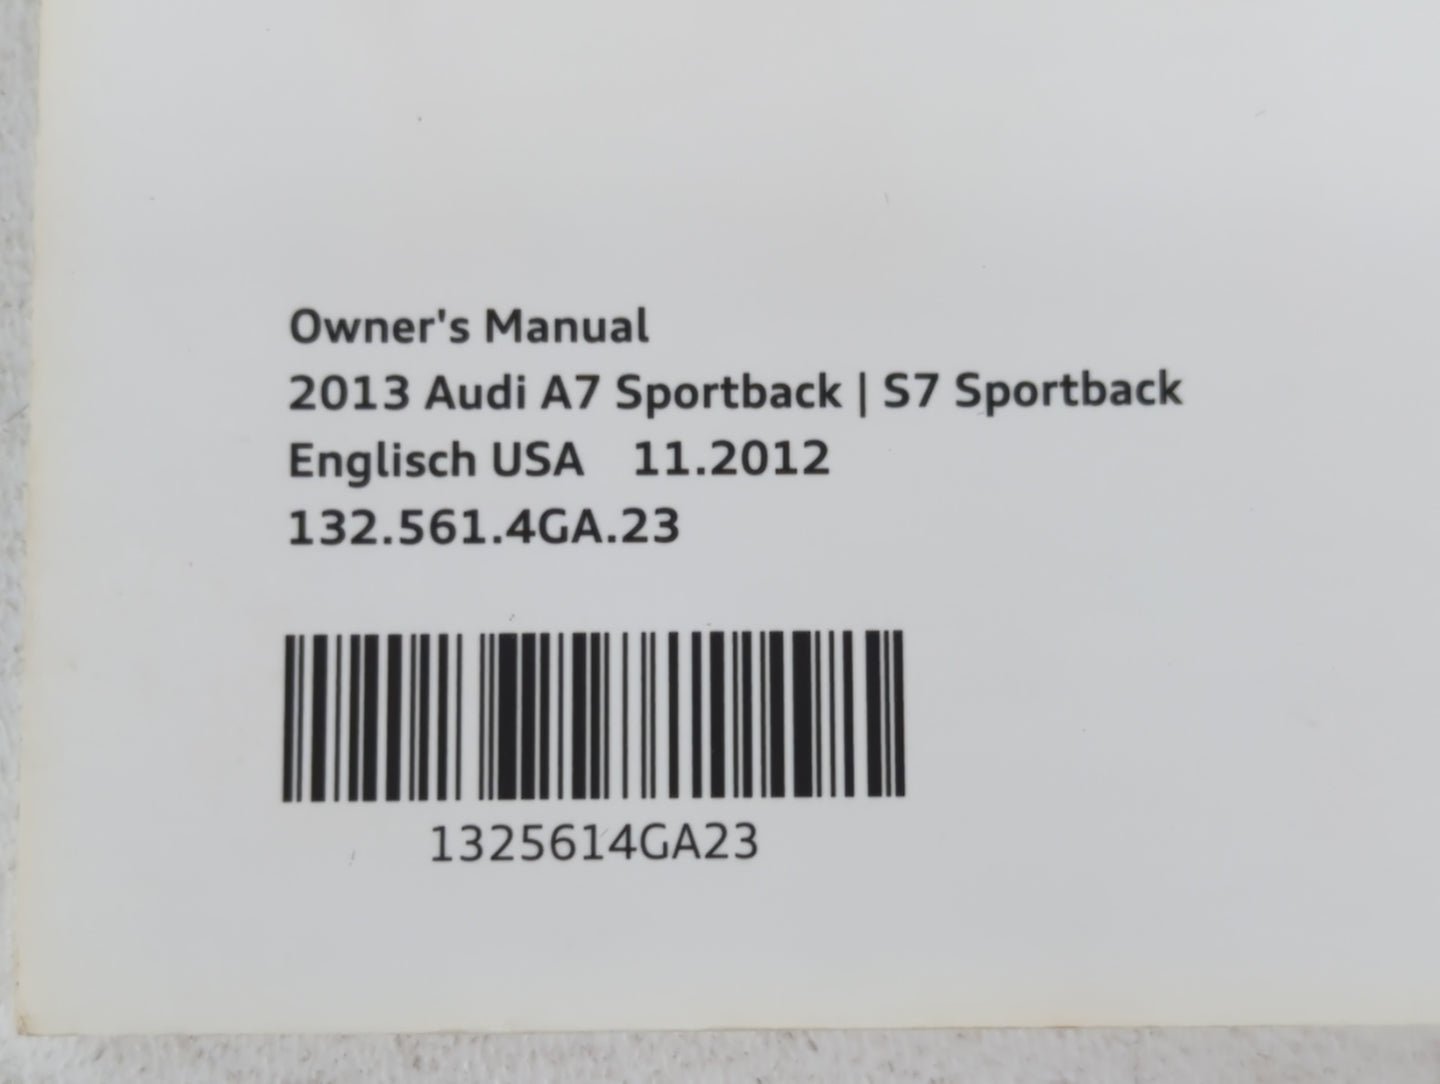 Owner's Manual
2013 Audi A7 Sportback | S7 Sportback
Englisch USA 11.2012
132.561.4GA.23
1325614GA23